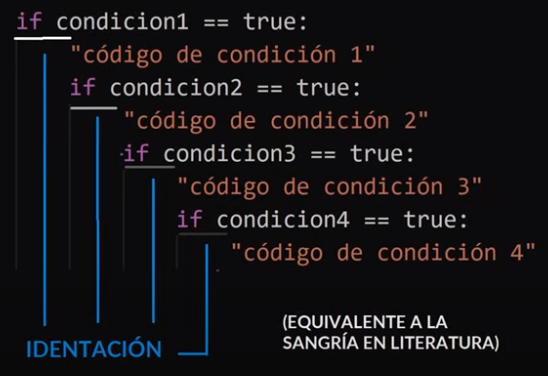 if condicion1 == true:
"código de condición 1"
if condicion2 == true:
"código de condición 2"
if condicion3 == true:
"código de condición 3"
if condicion4 == true:
"código de condición 4"
(EQUIVALENTE A LA
SANGRÍA EN LITERATURA)
IDENTACIÓN